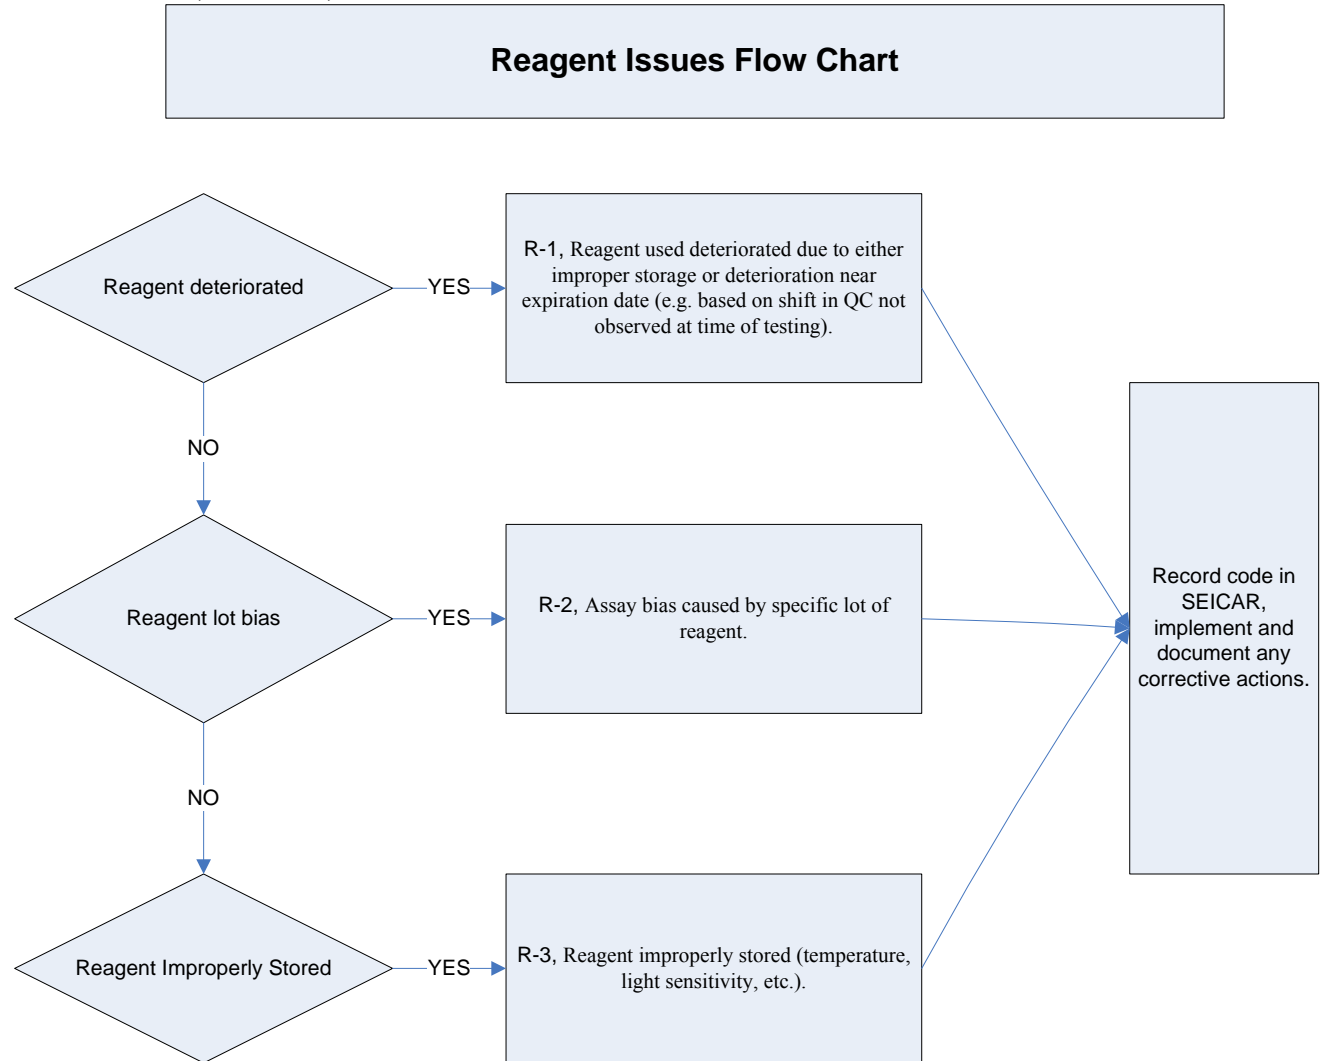 Reagent Issues Flow Chart
Reagent deteriorated
YES
R-1, Reagent used deteriorated due to either
improper storage or deterioration near
expiration date (e.g. based on shift in QC not
observed at time of testing).
NO
Reagent lot bias
YES
R-2, Assay bias caused by specific lot of
reagent.
Record code in
SEICAR,
implement and
document any
corrective actions.
NO
Reagent Improperly Stored
YES
R-3, Reagent improperly stored (temperature,
light sensitivity, etc.).